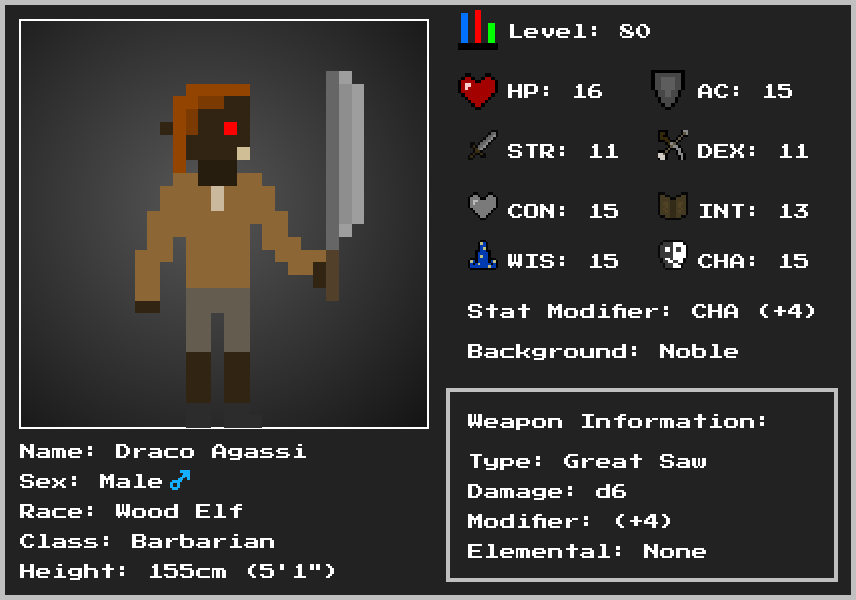 Level: 80
HP: 16
AC: 15
STR: 11
DEX: 11
CON: 15
INT: 13
WIS: 15
CHA: 15
Stat Modifier: CHA (+4)
Background: Noble
Weapon Information:
Type: Great Saw
Damage: d6
Modifier: (+4)
Elemental: None
Name: Draco Agassi
Sex: Male ♂
Race: Wood Elf
Class: Barbarian
Height: 155cm (5'1")